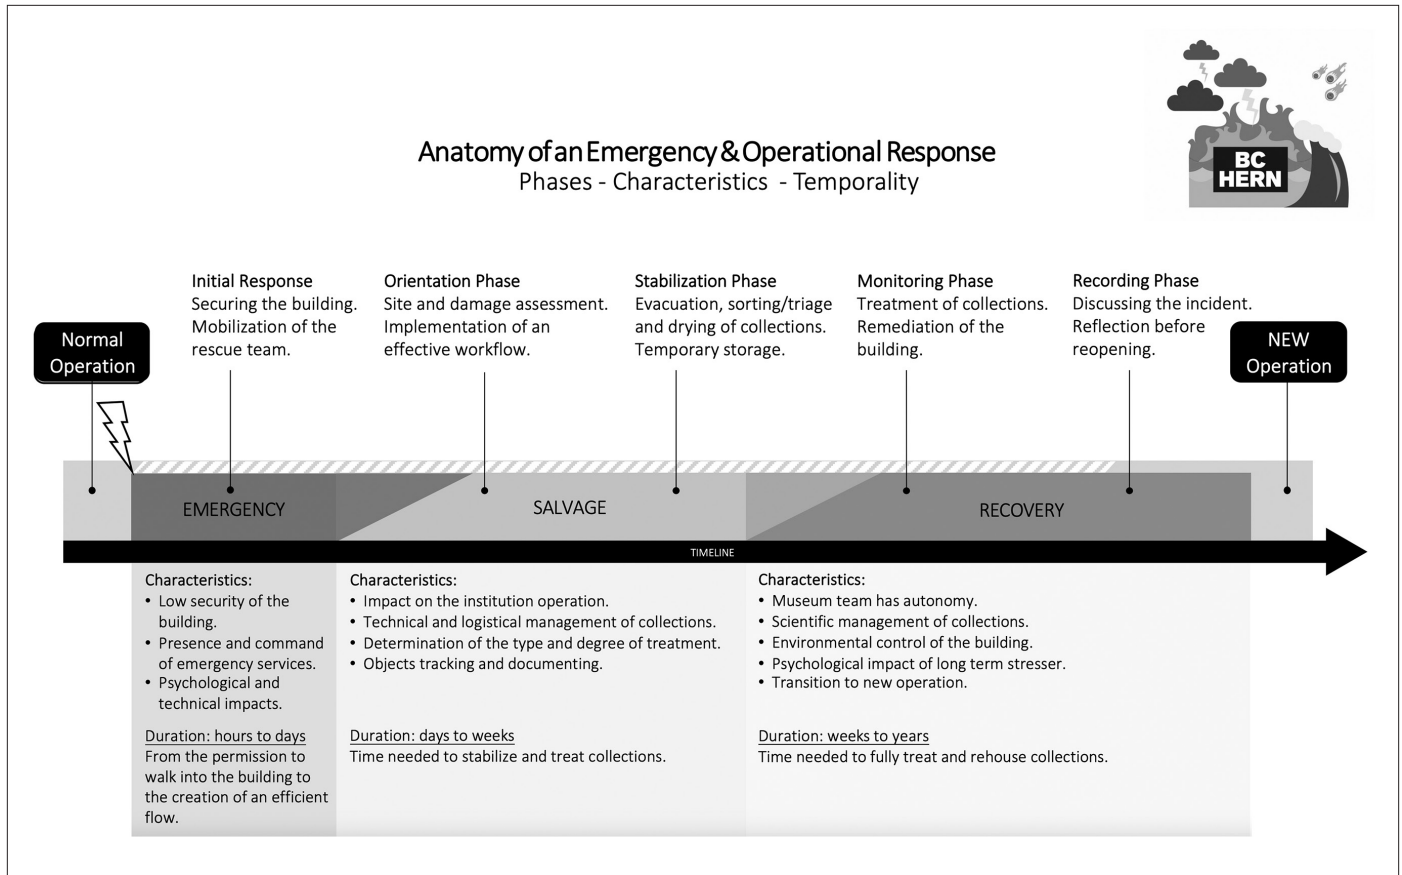 BC
HERN
Anatomy of an Emergency & Operational Response
Phases - Characteristics - Temporality
Normal
Operation
Initial Response
Securing the building.
Mobilization of the
rescue team.
Orientation Phase
Site and damage assessment.
Implementation of an
effective workflow.
Stabilization Phase
Evacuation, sorting/triage
and drying of collections.
Temporary storage.
Monitoring Phase
Treatment of collections.
Remediation of the
building.
Recording Phase
Discussing the incident.
Reflection before
reopening.
NEW
Operation
EMERGENCY
SALVAGE
RECOVERY
TIMELINE
Characteristics:
• Low security of the
building.
• Presence and command
of emergency services.
• Psychological and
technical impacts.
Duration: hours to days
From the permission to
walk into the building to
the creation of an efficient
flow.
Characteristics:
• Impact on the institution operation.
• Technical and logistical management of collections.
• Determination of the type and degree of treatment.
• Objects tracking and documenting.
Duration: days to weeks
Time needed to stabilize and treat collections.
Characteristics:
• Museum team has autonomy.
• Scientific management of collections.
• Environmental control of the building.
• Psychological impact of long term stresser.
• Transition to new operation.
Duration: weeks to years
Time needed to fully treat and rehouse collections.